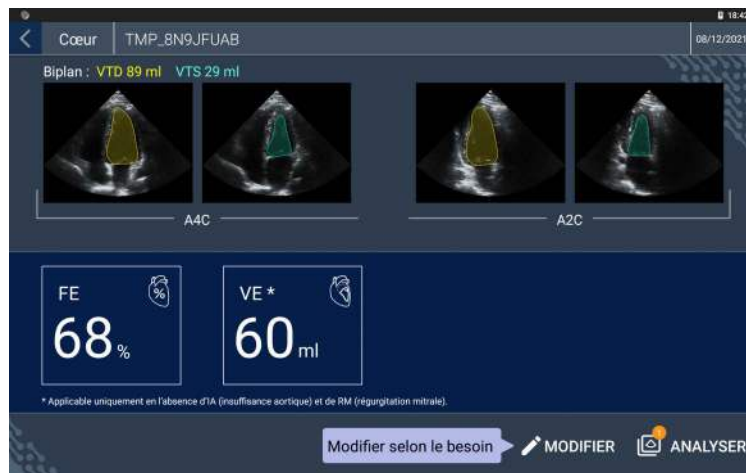 18:42
Cœur TMP_8N9JFUAB 08/12/2021
Biplan : VTD 89 ml VTS 29 ml
A4C A2C
FE VE *
% 
68 % 60 ml
* Applicable uniquement en l'absence d'IA (insuffisance aortique) et de RM (régurgitation mitrale).
Modifier selon le besoin MODIFIER ANALYSER